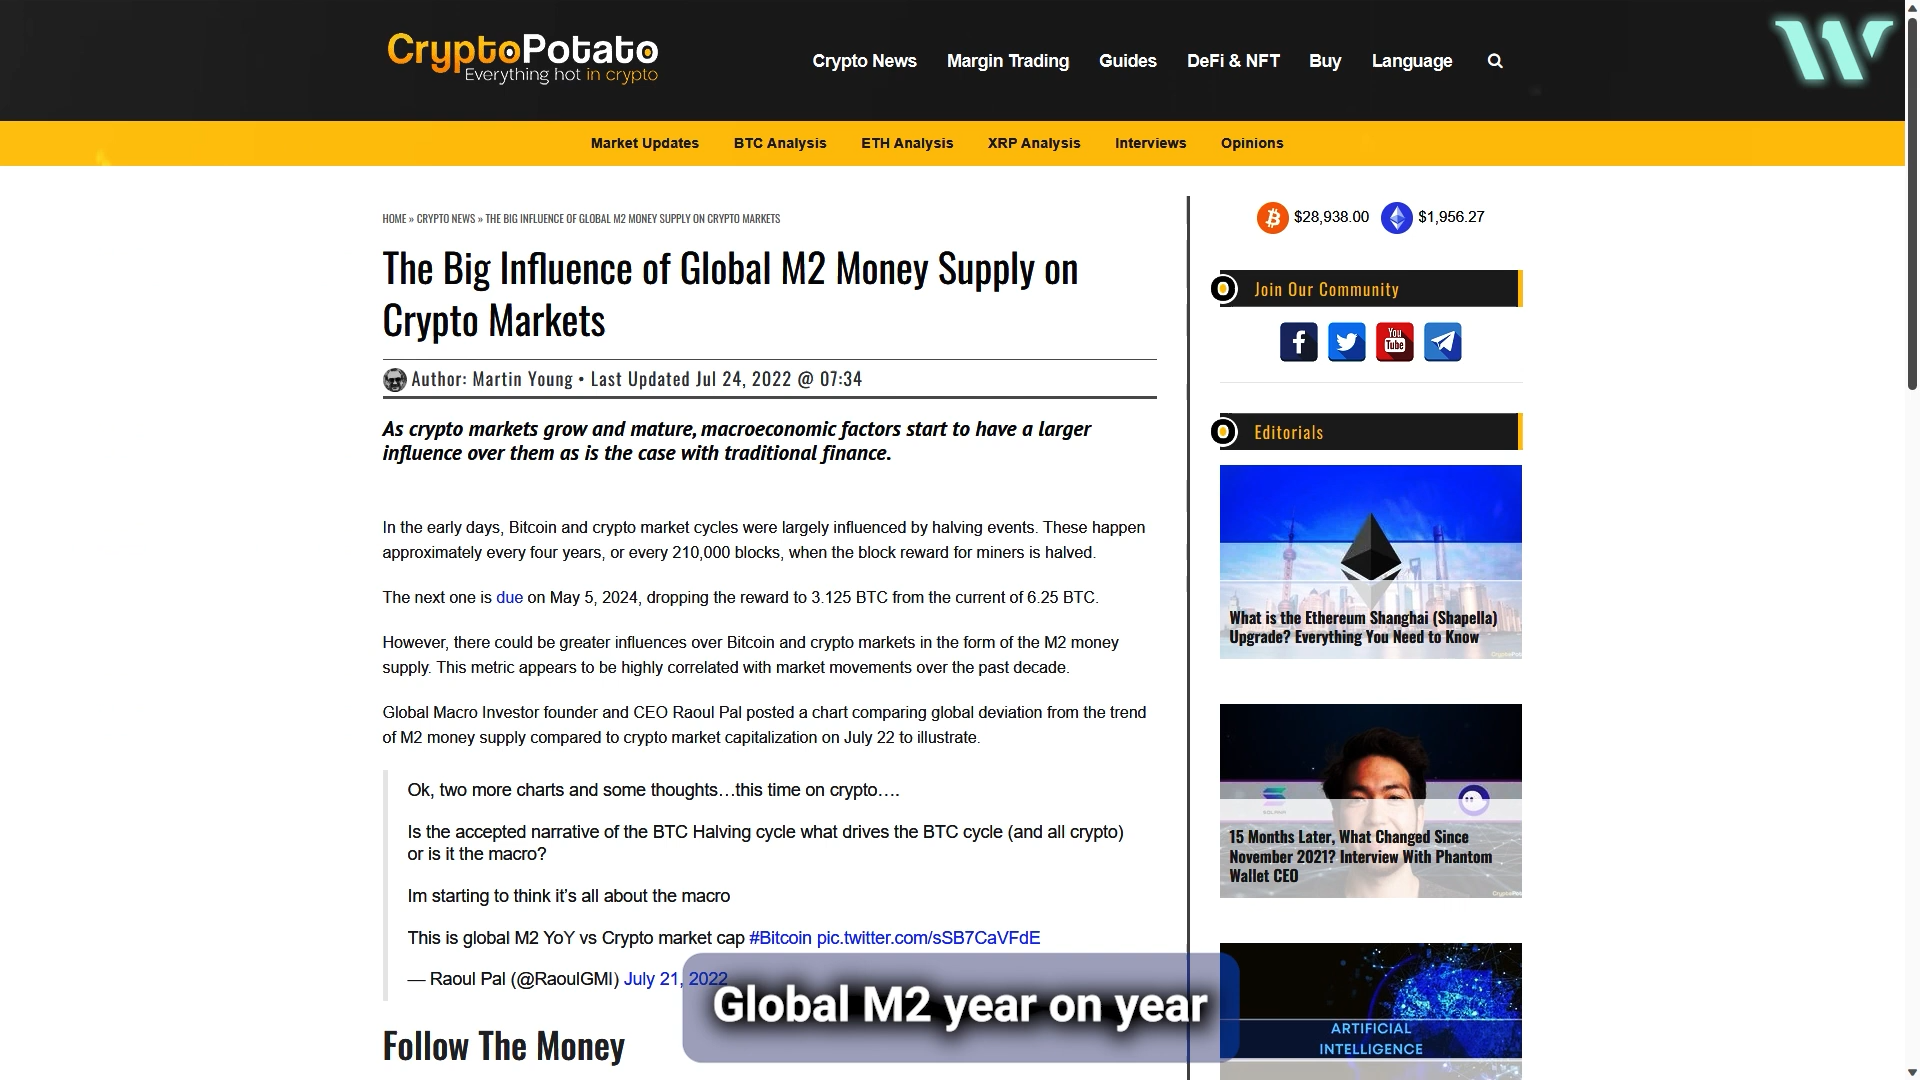 CryptoPotato
Everything hot in crypto
Crypto News Margin Trading Guides DeFi & NFT Buy Language
W
Market Updates BTC Analysis ETH Analysis XRP Analysis Interviews Opinions
HOME » CRYPTO NEWS » THE BIG INFLUENCE OF GLOBAL M2 MONEY SUPPLY ON CRYPTO MARKETS
The Big Influence of Global M2 Money Supply on
Crypto Markets
Author: Martin Young • Last Updated Jul 24, 2022 @ 07:34
As crypto markets grow and mature, macroeconomic factors start to have a larger
influence over them as is the case with traditional finance.
In the early days, Bitcoin and crypto market cycles were largely influenced by halving events. These happen
approximately every four years, or every 210,000 blocks, when the block reward for miners is halved.
The next one is due on May 5, 2024, dropping the reward to 3.125 BTC from the current of 6.25 BTC.
However, there could be greater influences over Bitcoin and crypto markets in the form of the M2 money
supply. This metric appears to be highly correlated with market movements over the past decade.
Global Macro Investor founder and CEO Raoul Pal posted a chart comparing global deviation from the trend
of M2 money supply compared to crypto market capitalization on July 22 to illustrate.
Ok, two more charts and some thoughts…this time on crypto….
Is the accepted narrative of the BTC Halving cycle what drives the BTC cycle (and all crypto)
or is it the macro?
Im starting to think it's all about the macro
This is global M2 YoY vs Crypto market cap #Bitcoin pic.twitter.com/sSB7CaVFdE
— Raoul Pal (@RaoulGMI) July 21, 2022
Follow The Money
$28,938.00 $1,956.27
Join Our Community
You
Tube
Editorials
What is the Ethereum Shanghai (Shapella)
Upgrade? Everything You Need to Know
15 Months Later, What Changed Since
November 2021? Interview With Phantom
Wallet CEO
ARTIFICIAL
INTELLIGENCE
Global M2 year on year